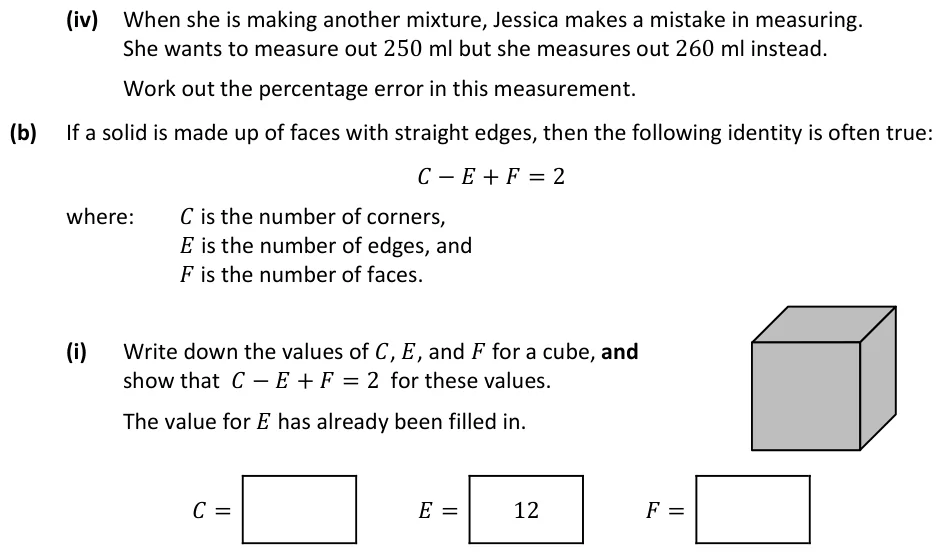 (iv) When she is making another mixture, Jessica makes a mistake in measuring.
She wants to measure out 250 ml but she measures out 260 ml instead.
Work out the percentage error in this measurement.
(b) If a solid is made up of faces with straight edges, then the following identity is often true:
C − E + F = 2
where: C is the number of corners,
E is the number of edges, and
F is the number of faces.
(i) Write down the values of C, E, and F for a cube, and
show that C − E + F = 2 for these values.
The value for E has already been filled in.
C = E = 12 F =